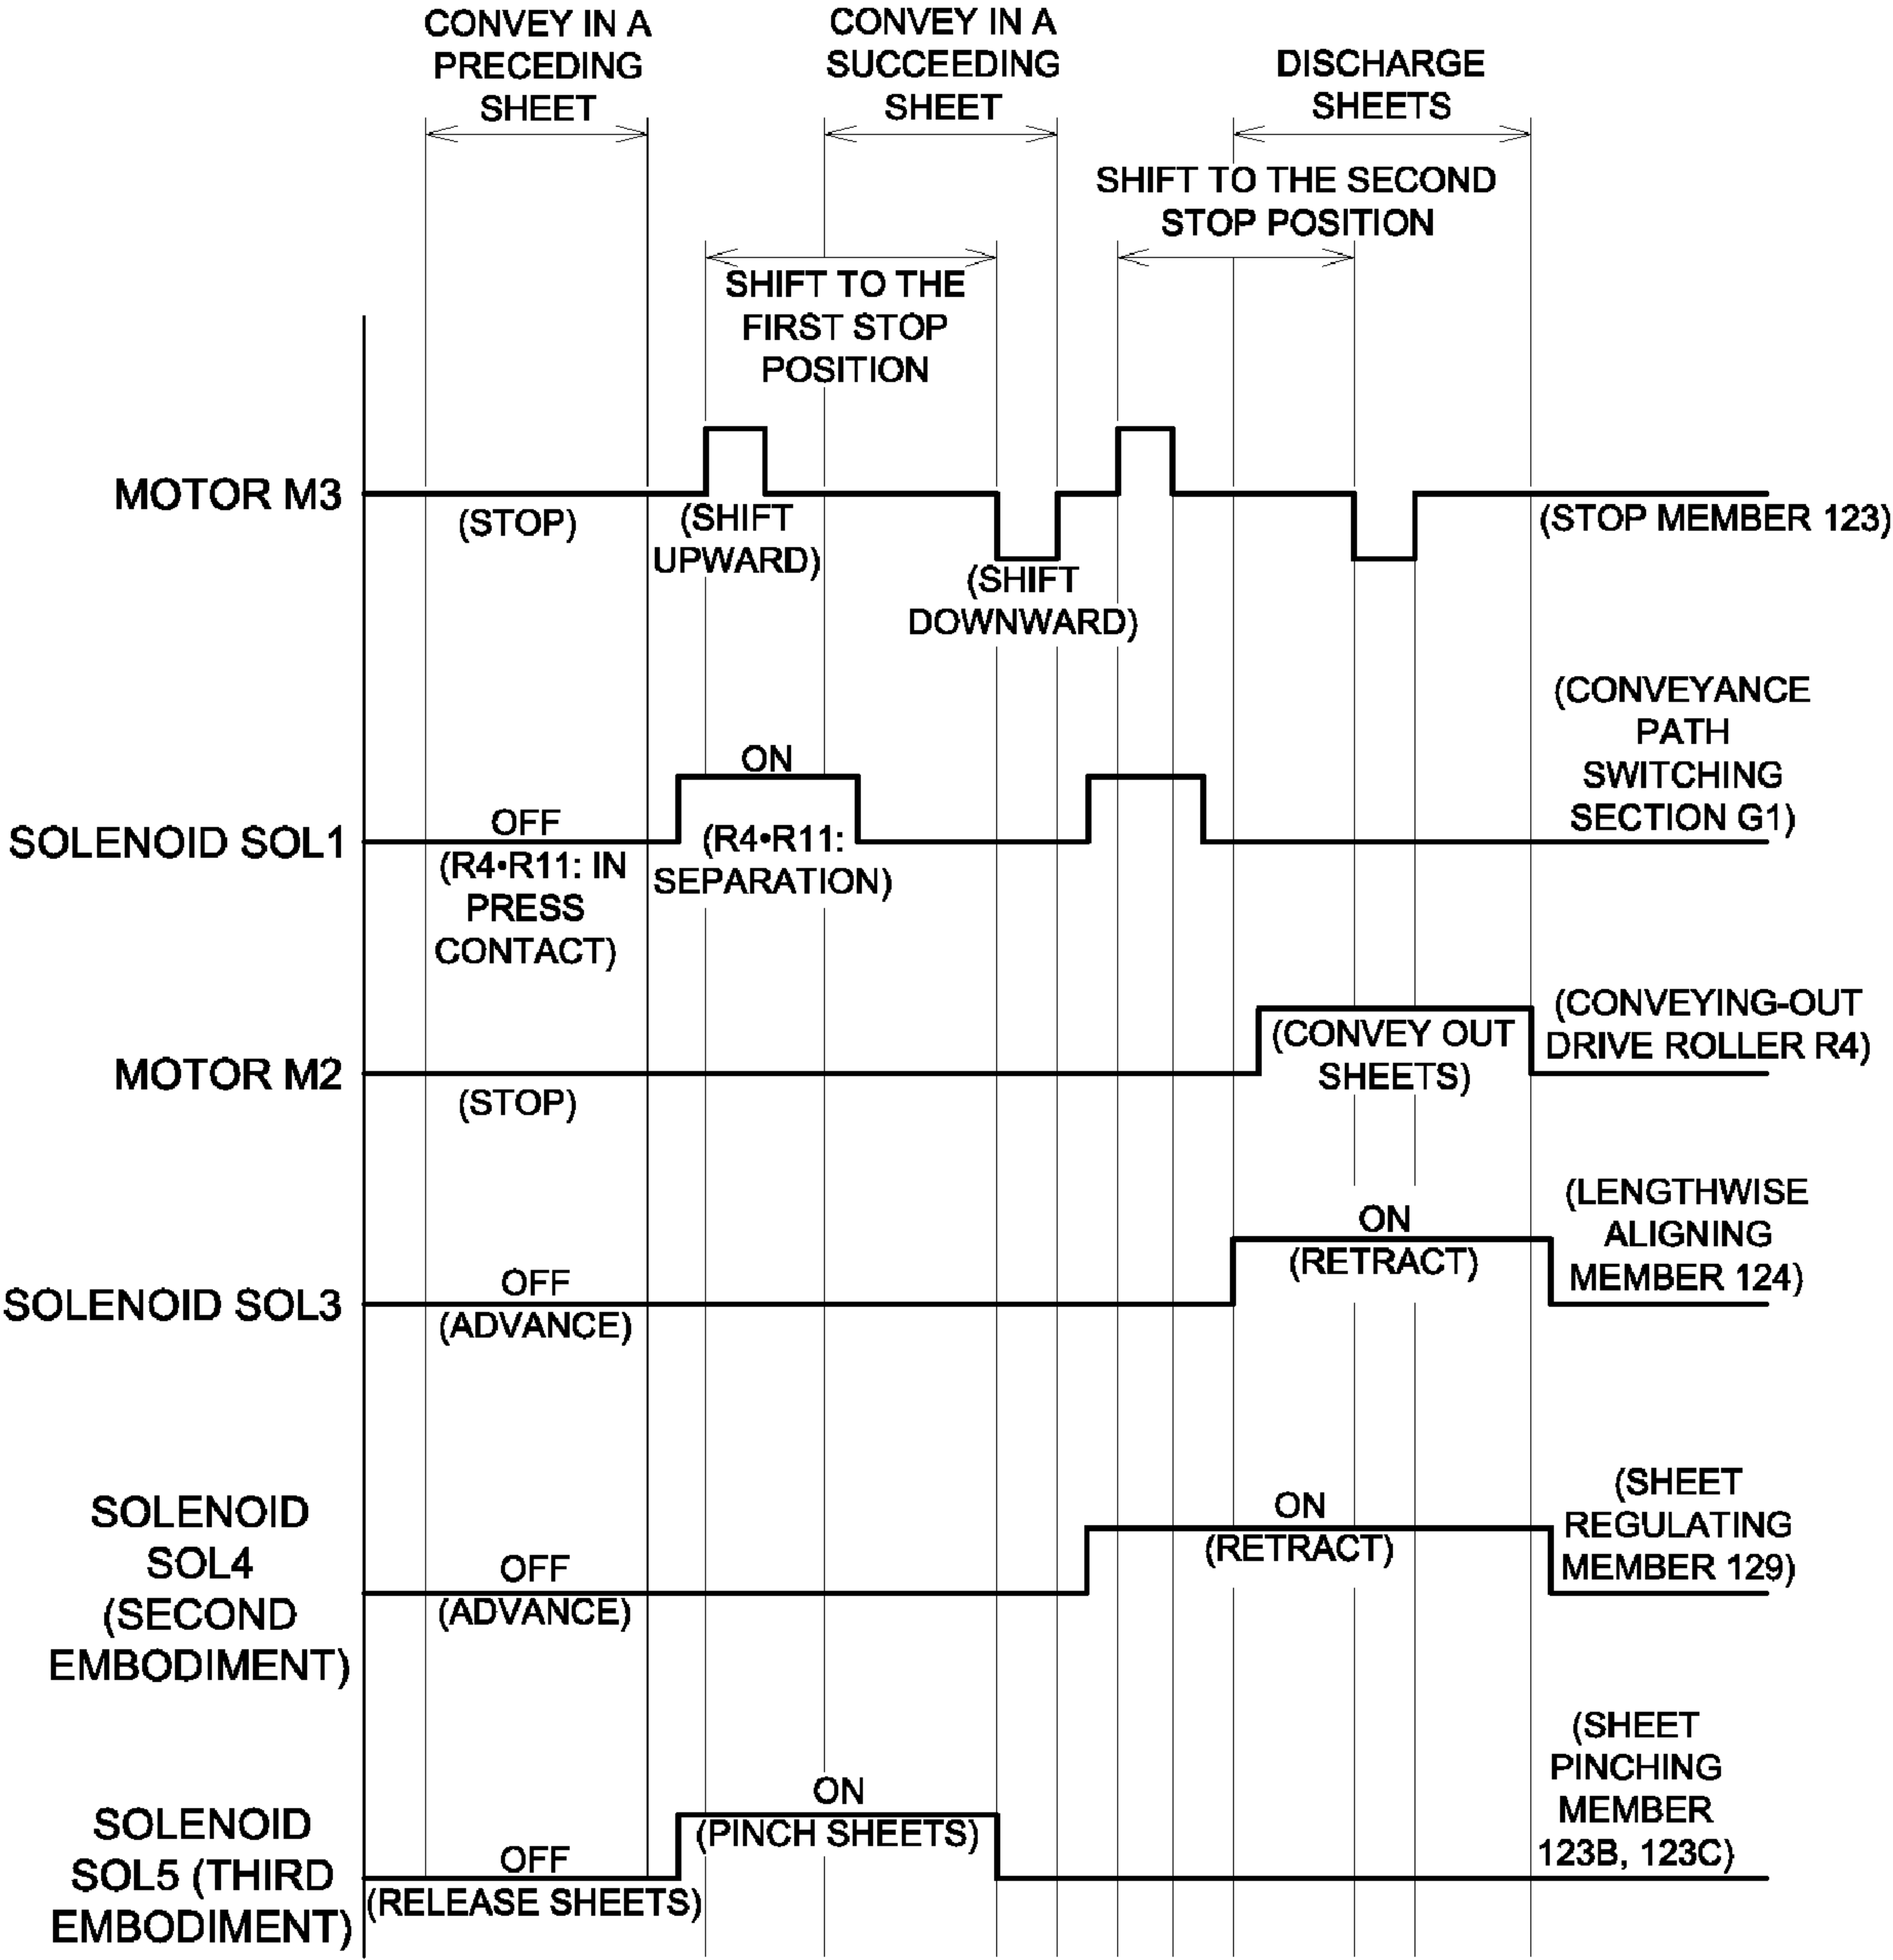 CONVEY IN A
PRECEDING
SHEET
CONVEY IN A
SUCCEEDING
SHEET
DISCHARGE
SHEETS
SHIFT TO THE SECOND
STOP POSITION
SHIFT TO THE
FIRST STOP
POSITION
MOTOR M3
(STOP)
(SHIFT
UPWARD)
(SHIFT
DOWNWARD)
(STOP MEMBER 123)
SOLENOID SOL1
OFF
(R4•R11: IN
PRESS
CONTACT)
ON
(R4•R11:
SEPARATION)
(CONVEYANCE
PATH
SWITCHING
SECTION G1)
MOTOR M2
(STOP)
(CONVEY OUT
SHEETS)
(CONVEYING-OUT
DRIVE ROLLER R4)
SOLENOID SOL3
OFF
(ADVANCE)
ON
(RETRACT)
(LENGTHWISE
ALIGNING
MEMBER 124)
SOLENOID
SOL4
(SECOND
EMBODIMENT)
OFF
(ADVANCE)
ON
(RETRACT)
(SHEET
REGULATING
MEMBER 129)
SOLENOID
SOL5 (THIRD
EMBODIMENT)
OFF
(RELEASE SHEETS)
ON
(PINCH SHEETS)
(SHEET
PINCHING
MEMBER
123B, 123C)